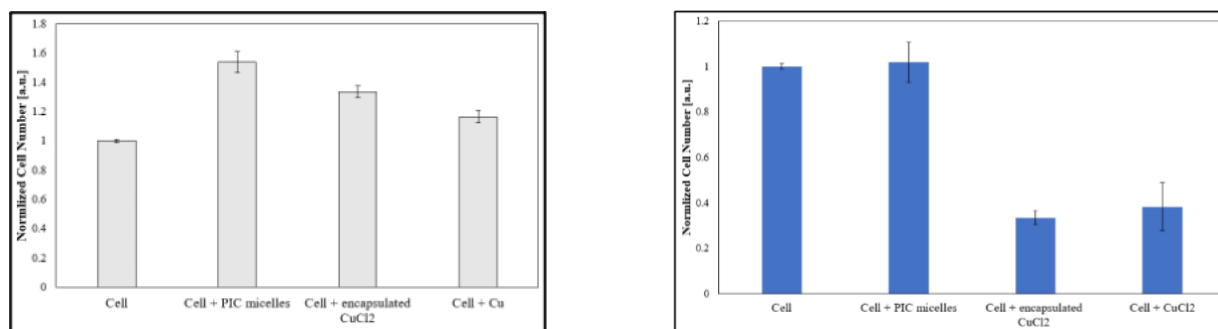 Normlized Cell Number [a.u.]
1.8
1.6
1.4
1.2
1
0.8
0.6
0.4
0.2
0
Cell
Cell + PIC micelles
Cell + encapsulated
CuCl2
Cell + Cu
Normlized Cell Number [a.u.]
1.2
1
0.8
0.6
0.4
0.2
0
Cell
Cell + PIC micelles
Cell + encapsulated
CuCl2
Cell + CuCl2